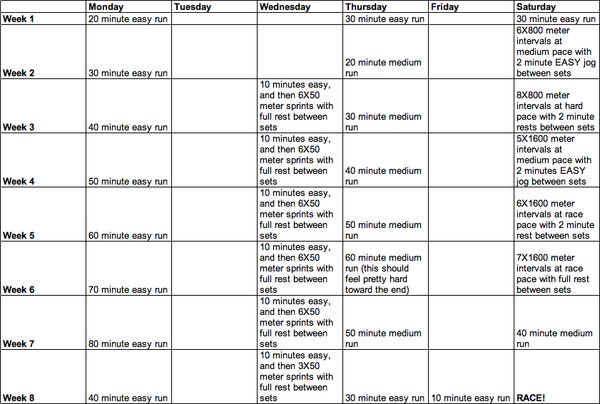 Monday Tuesday Wednesday Thursday Friday Saturday
Week 1 20 minute easy run 30 minute easy run 30 minute easy run
Week 2 30 minute easy run
20 minute medium
run
6X800 meter
intervals at
medium pace with
2 minute EASY jog
between sets
Week 3 40 minute easy run
10 minutes easy,
and then 6X50
meter sprints with
full rest between
sets
30 minute medium
run
8X800 meter
intervals at hard
pace with 2 minute
rests between sets
Week 4 50 minute easy run
10 minutes easy,
and then 6X50
meter sprints with
full rest between
sets
40 minute medium
run
5X1600 meter
intervals at
medium pace with
2 minutes EASY
jog between sets
Week 5 60 minute easy run
10 minutes easy,
and then 6X50
meter sprints with
full rest between
sets
50 minute medium
run
6X1600 meter
intervals at race
pace with 2 minute
rest between sets
Week 6 70 minute easy run
10 minutes easy,
and then 6X50
meter sprints with
full rest between
sets
60 minute medium
run (this should
feel pretty hard
toward the end)
7X1600 meter
intervals at race
pace with full rest
between sets
Week 7 80 minute easy run
10 minutes easy,
and then 6X50
meter sprints with
full rest between
sets
50 minute medium
run
40 minute medium
run
Week 8 40 minute easy run
10 minutes easy,
and then 3X50
meter sprints with
full rest between
sets
30 minute easy run 10 minute easy run RACE!